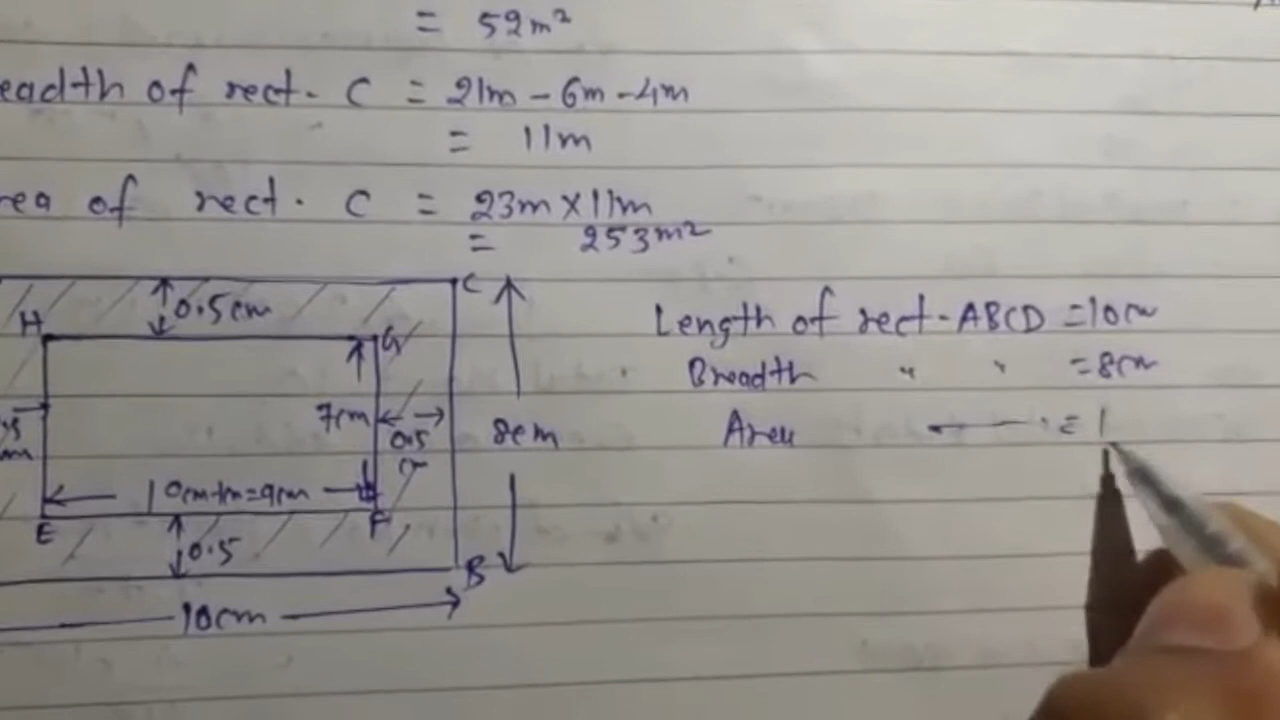 = 52m²
eadth of rect. C = 21m - 6m - 4m
= 11m
rea of rect. C = 23m x 11m
= 253m²
C
0.5cm
H
G
7cm
0.5
8cm
10cm-1cm=9cm
E
F
0.5
B
10cm
Length of rect. ABCD = 10cm
Breadth " " = 8cm
Area = 1